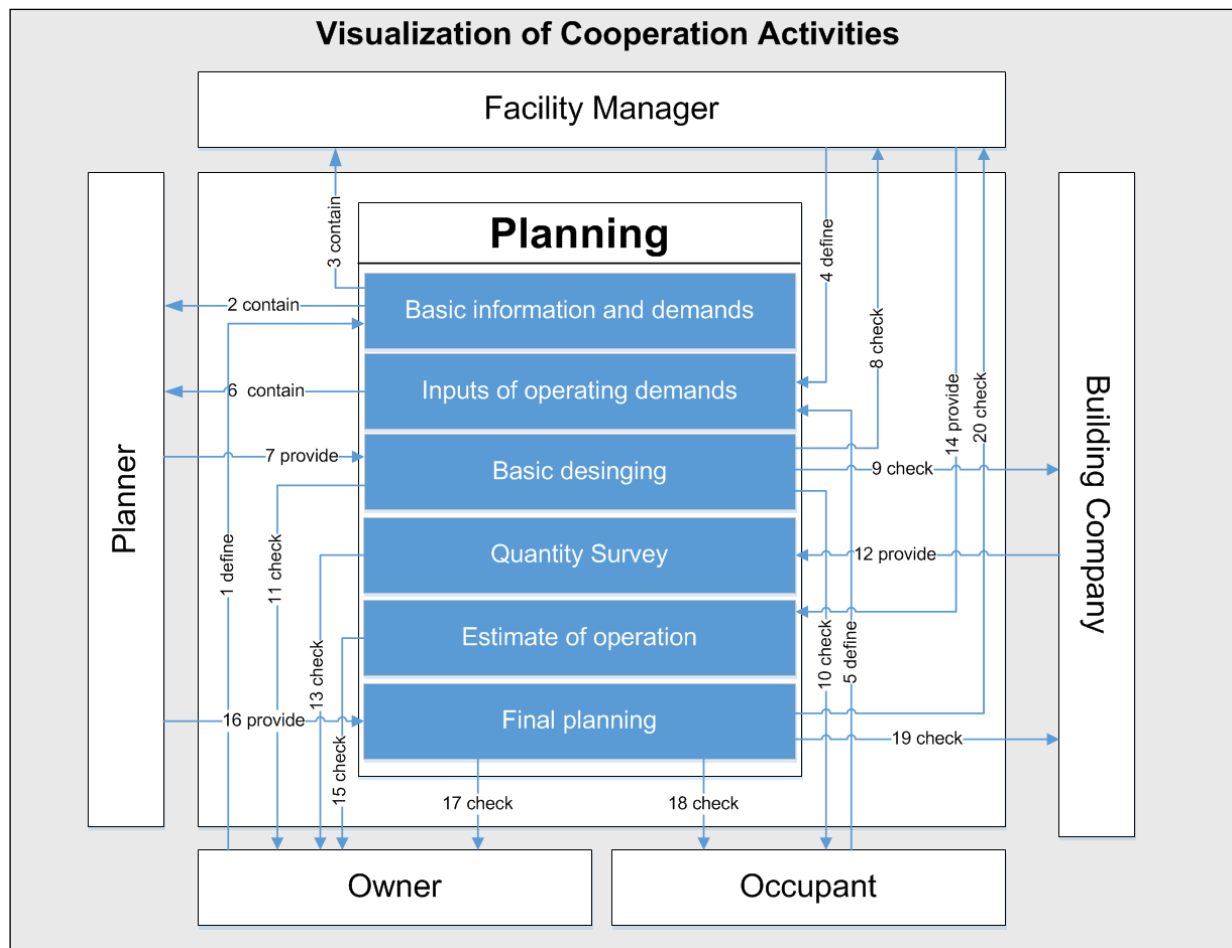 Visualization of Cooperation Activities
Facility Manager
Planner
Planning
3 contain
4 define
8 check
14 provide
20 check
2 contain
Basic information and demands
6 contain
Inputs of operating demands
7 provide
Basic desinging
9 check
1 define
11 check
Quantity Survey
12 provide
13 check
15 check
Estimate of operation
10 check
5 define
16 provide
Final planning
19 check
17 check
18 check
Building Company
Owner
Occupant